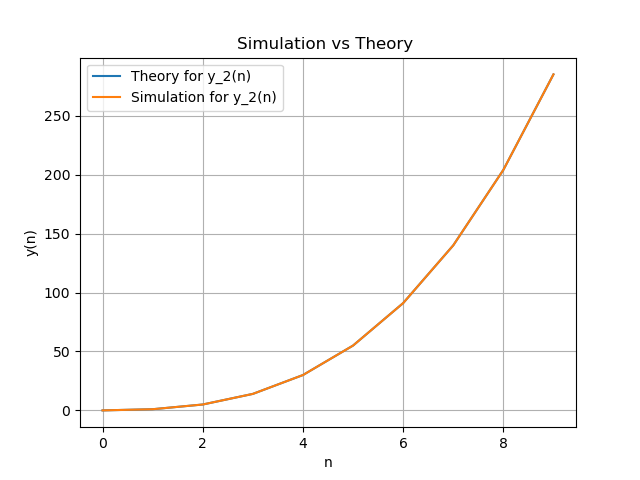 Simulation vs Theory
Theory for y_2(n)
Simulation for y_2(n)
y(n)
250
200
150
100
50
0
0 2 4 6 8
n